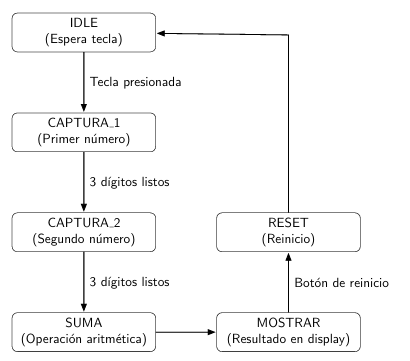 IDLE
(Espera tecla)
Tecla presionada
CAPTURA_1
(Primer número)
3 dígitos listos
CAPTURA_2
(Segundo número)
RESET
(Reinicio)
3 dígitos listos
Botón de reinicio
SUMA
(Operación aritmética)
MOSTRAR
(Resultado en display)